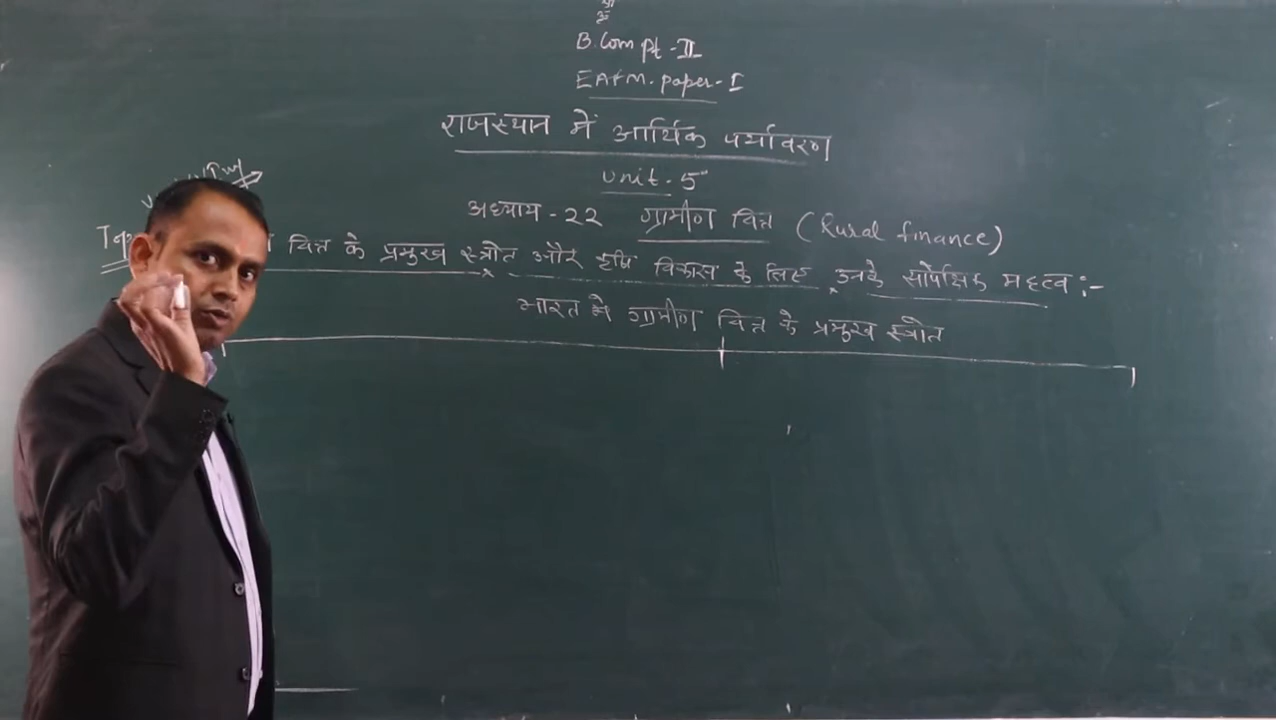 B.Com pt-II
EAFM. paper-I
राजस्थान में आर्थिक पर्यावरण
Unit-5
अध्याय-२२ ग्रामीण वित्त (Rural finance)
वित्त के प्रमुख स्त्रोत और कृषि विकास के लिए उनके सापेक्षिक महत्व :-
भारत में ग्रामीण वित्त के प्रमुख स्त्रोत